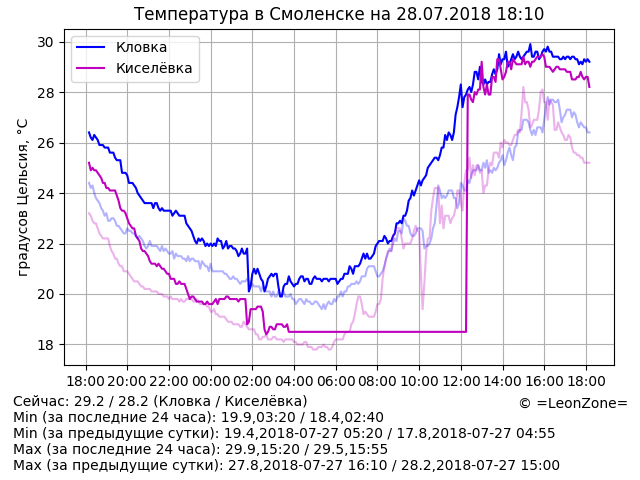 Температура в Смоленске на 28.07.2018 18:10
Кловка
Киселёвка
градусов Цельсия, °C
30
28
26
24
22
20
18
18:00 20:00 22:00 00:00 02:00 04:00 06:00 08:00 10:00 12:00 14:00 16:00 18:00
Сейчас: 29.2 / 28.2 (Кловка / Киселёвка)
© =LeonZone=
Min (за последние 24 часа): 19.9,03:20 / 18.4,02:40
Min (за предыдущие сутки): 19.4,2018-07-27 05:20 / 17.8,2018-07-27 04:55
Max (за последние 24 часа): 29.9,15:20 / 29.5,15:55
Max (за предыдущие сутки): 27.8,2018-07-27 16:10 / 28.2,2018-07-27 15:00